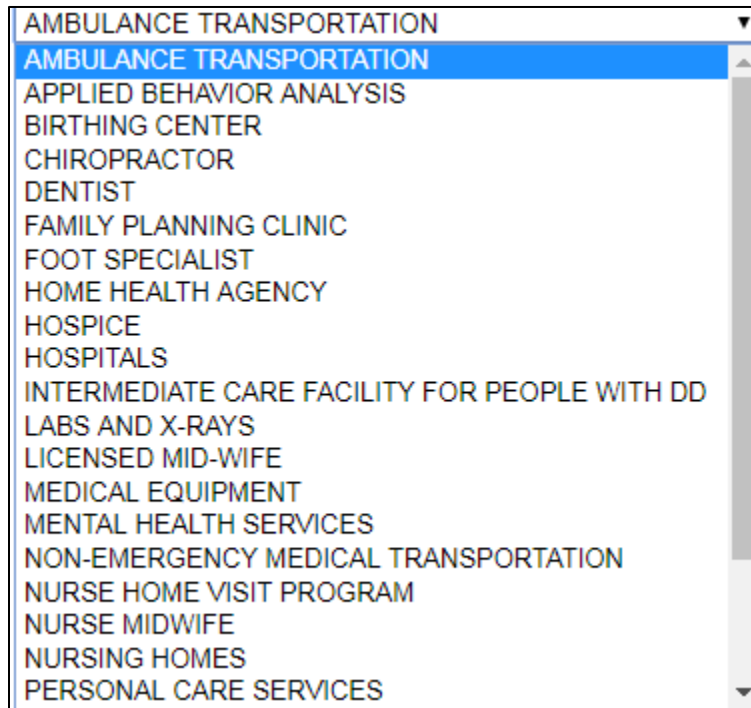 AMBULANCE TRANSPORTATION
AMBULANCE TRANSPORTATION
APPLIED BEHAVIOR ANALYSIS
BIRTHING CENTER
CHIROPRACTOR
DENTIST
FAMILY PLANNING CLINIC
FOOT SPECIALIST
HOME HEALTH AGENCY
HOSPICE
HOSPITALS
INTERMEDIATE CARE FACILITY FOR PEOPLE WITH DD
LABS AND X-RAYS
LICENSED MID-WIFE
MEDICAL EQUIPMENT
MENTAL HEALTH SERVICES
NON-EMERGENCY MEDICAL TRANSPORTATION
NURSE HOME VISIT PROGRAM
NURSE MIDWIFE
NURSING HOMES
PERSONAL CARE SERVICES